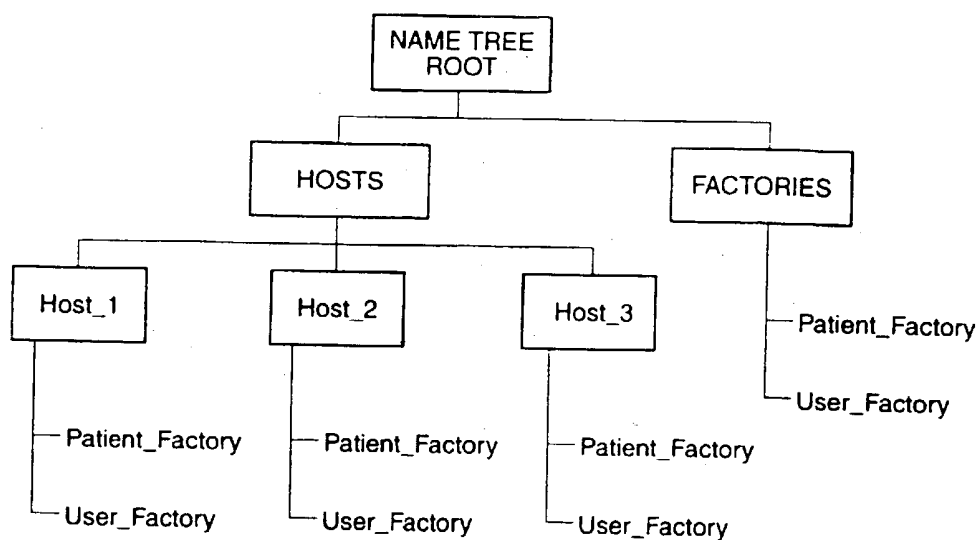 NAME TREE
ROOT
HOSTS
FACTORIES
Host_1
Host_2
Host_3
Patient_Factory
User_Factory
Patient_Factory
User_Factory
Patient_Factory
User_Factory
Patient_Factory
User_Factory